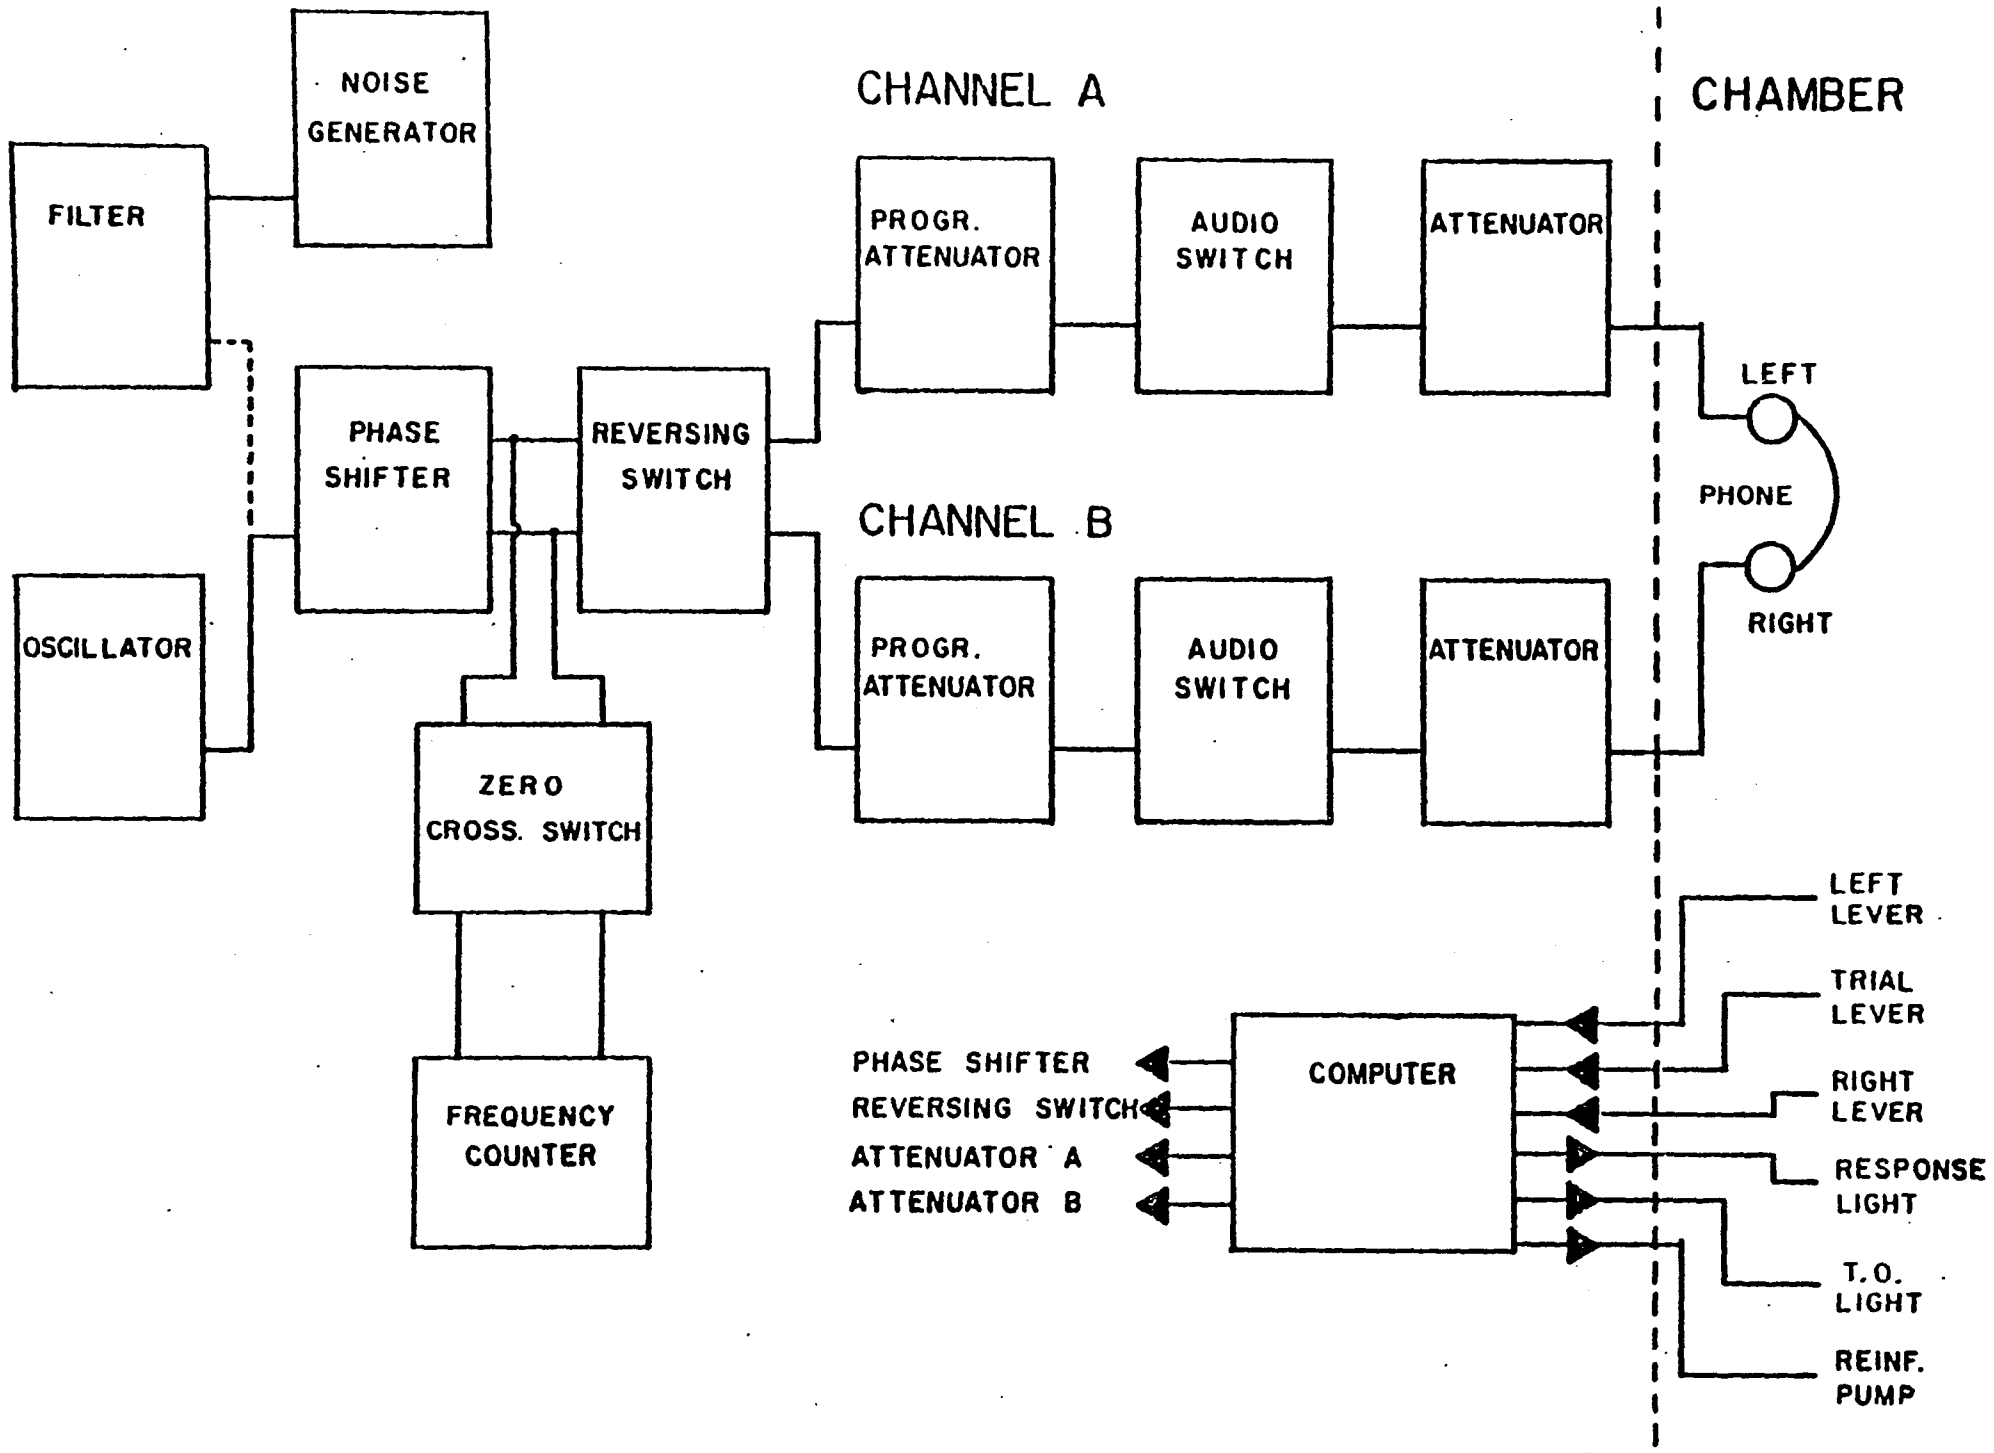 NOISE
GENERATOR
FILTER
CHANNEL A
CHAMBER
PROGR.
ATTENUATOR
AUDIO
SWITCH
ATTENUATOR
LEFT
PHONE
RIGHT
PHASE
SHIFTER
REVERSING
SWITCH
CHANNEL B
OSCILLATOR
PROGR.
ATTENUATOR
AUDIO
SWITCH
ATTENUATOR
ZERO
CROSS. SWITCH
FREQUENCY
COUNTER
PHASE SHIFTER
REVERSING SWITCH
ATTENUATOR A
ATTENUATOR B
COMPUTER
LEFT
LEVER
TRIAL
LEVER
RIGHT
LEVER
RESPONSE
LIGHT
T.O.
LIGHT
REINF.
PUMP